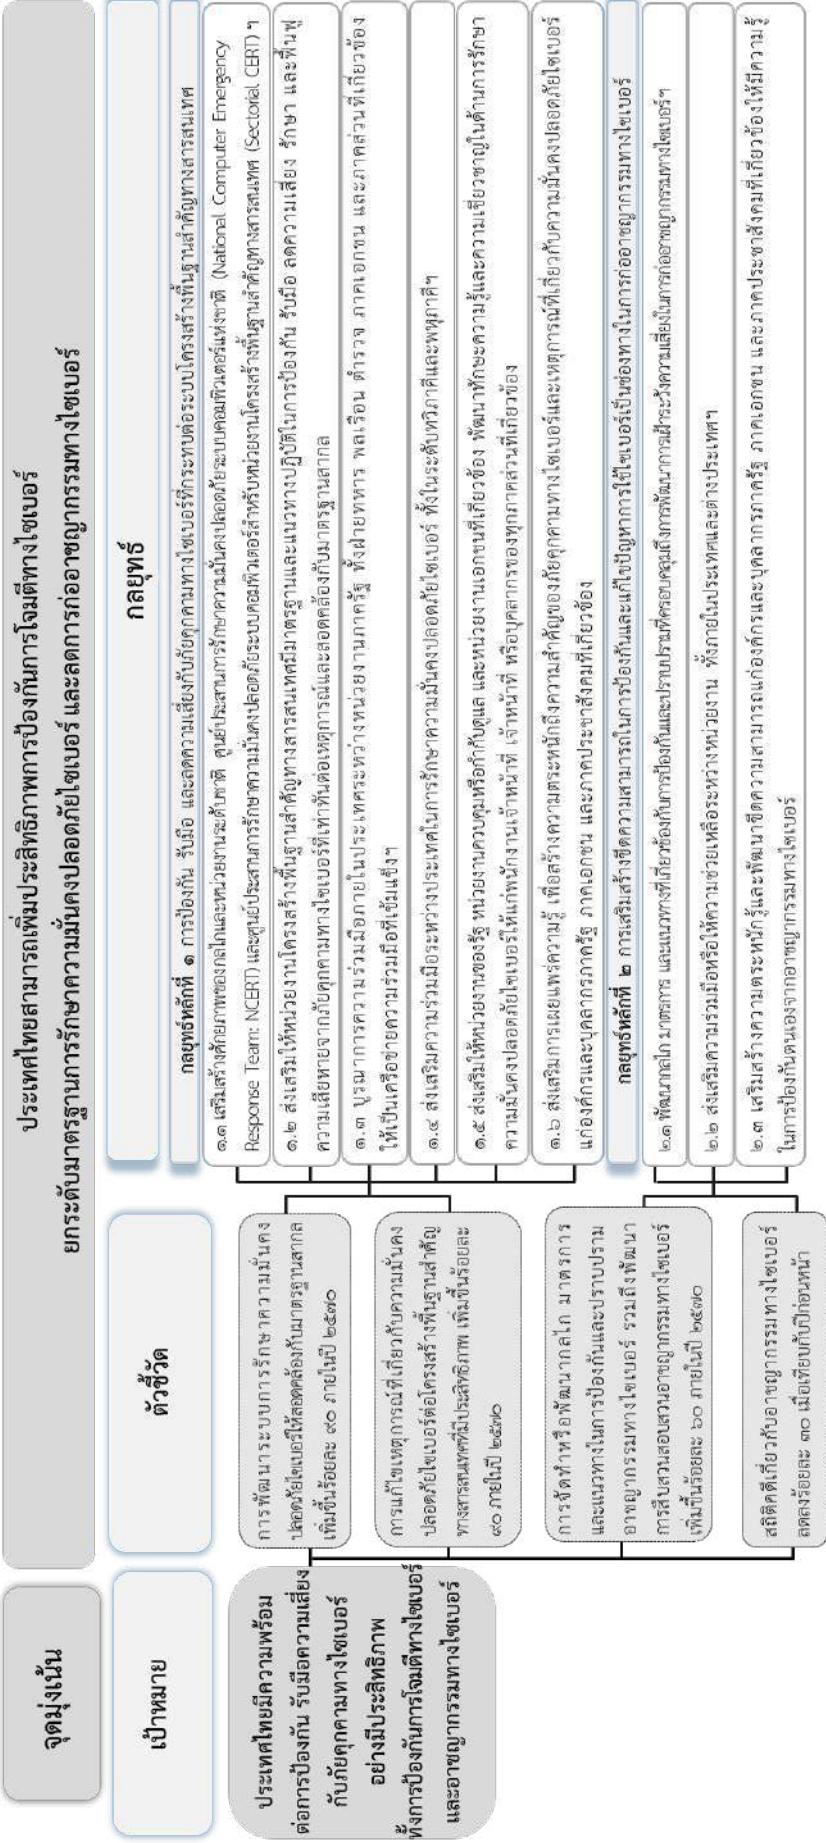 จุดมุ่งเน้น
ประเทศไทยสามารถเพิ่มประสิทธิภาพการป้องกันการโจมตีทางไซเบอร์
ยกระดับมาตรฐานการรักษาความมั่นคงปลอดภัยไซเบอร์ และลดการก่ออาชญากรรมทางไซเบอร์
เป้าหมาย
ตัวชี้วัด
กลยุทธ์
ประเทศไทยมีความพร้อม
ต่อการป้องกัน รับมือความเสี่ยง
กับภัยคุกคามทางไซเบอร์
อย่างมีประสิทธิภาพ
ทั้งการป้องกันการโจมตีทางไซเบอร์
และอาชญากรรมทางไซเบอร์
การพัฒนาระบบการรักษาความมั่นคง
ปลอดภัยไซเบอร์ให้สอดคล้องกับมาตรฐานสากล
เพิ่มขึ้นร้อยละ ๙๐ ภายในปี ๒๕๗๐
การแก้ไขเหตุการณ์ที่เกี่ยวกับความมั่นคง
ปลอดภัยไซเบอร์ต่อโครงสร้างพื้นฐานสำคัญ
ทางสารสนเทศที่มีประสิทธิภาพ เพิ่มขึ้นร้อยละ
๙๐ ภายในปี ๒๕๗๐
การจัดทำหรือพัฒนากลไก มาตรการ
และแนวทางในการป้องกันและปราบปราม
อาชญากรรมทางไซเบอร์ รวมถึงพัฒนา
การสืบสวนสอบสวนอาชญากรรมทางไซเบอร์
เพิ่มขึ้นร้อยละ ๖๐ ภายในปี ๒๕๗๐
สถิติคดีเกี่ยวกับอาชญากรรมทางไซเบอร์
ลดลงร้อยละ ๓๐ เมื่อเทียบกับปีก่อนหน้า
กลยุทธ์หลักที่ ๑ การป้องกัน รับมือ และลดความเสี่ยงกับภัยคุกคามทางไซเบอร์ที่กระทบต่อระบบโครงสร้างพื้นฐานสำคัญทางสารสนเทศ
๑.๑ เสริมสร้างศักยภาพของกลไกและหน่วยงานระดับชาติ ศูนย์ประสานการรักษาความมั่นคงปลอดภัยระบบคอมพิวเตอร์แห่งชาติ (National Computer Emergency
Response Team: NCERT) และศูนย์ประสานการรักษาความมั่นคงปลอดภัยระบบคอมพิวเตอร์สำหรับหน่วยงานโครงสร้างพื้นฐานสำคัญทางสารสนเทศ (Sectorial CERT) ฯ
๑.๒ ส่งเสริมให้หน่วยงานโครงสร้างพื้นฐานสำคัญทางสารสนเทศมีมาตรฐานและแนวทางปฏิบัติในการป้องกัน รับมือ ลดความเสี่ยง รักษา และฟื้นฟู
ความเสียหายจากภัยคุกคามทางไซเบอร์ที่เท่าทันต่อเหตุการณ์และสอดคล้องกับมาตรฐานสากล
๑.๓ บูรณาการความร่วมมือภายในประเทศระหว่างหน่วยงานภาครัฐ ทั้งฝ่ายทหาร พลเรือน ตำรวจ ภาคเอกชน และภาคส่วนที่เกี่ยวข้อง
ให้เป็นเครือข่ายความร่วมมือที่เข้มแข็งฯ
๑.๔ ส่งเสริมความร่วมมือระหว่างประเทศในการรักษาความมั่นคงปลอดภัยไซเบอร์ ทั้งในระดับทวิภาคีและพหุภาคีฯ
๑.๕ ส่งเสริมให้หน่วยงานของรัฐ หน่วยงานควบคุมหรือกำกับดูแล และหน่วยงานเอกชนที่เกี่ยวข้อง พัฒนาทักษะความรู้และความเชี่ยวชาญในด้านการรักษา
ความมั่นคงปลอดภัยไซเบอร์ให้แก่พนักงานเจ้าหน้าที่ เจ้าหน้าที่ หรือบุคลากรของทุกภาคส่วนที่เกี่ยวข้อง
๑.๖ ส่งเสริมการเผยแพร่ความรู้ เพื่อสร้างความตระหนักถึงความสำคัญของภัยคุกคามทางไซเบอร์และเหตุการณ์ที่เกี่ยวกับความมั่นคงปลอดภัยไซเบอร์
แก่องค์กรและบุคลากรภาครัฐ ภาคเอกชน และภาคประชาสังคมที่เกี่ยวข้อง
กลยุทธ์หลักที่ ๒ การเสริมสร้างขีดความสามารถในการป้องกันและแก้ไขปัญหาการใช้ไซเบอร์เป็นช่องทางในการก่ออาชญากรรมทางไซเบอร์
๒.๑ พัฒนากลไก มาตรการ และแนวทางที่เกี่ยวข้องกับการป้องกันและปราบปรามที่ครอบคลุมถึงการพัฒนาการเฝ้าระวังความเสี่ยงในการก่ออาชญากรรมทางไซเบอร์ฯ
๒.๒ ส่งเสริมความร่วมมือหรือให้ความช่วยเหลือระหว่างหน่วยงาน ทั้งภายในประเทศและต่างประเทศฯ
๒.๓ เสริมสร้างความตระหนักรู้และพัฒนาขีดความสามารถแก่องค์กรและบุคลากรภาครัฐ ภาคเอกชน และภาคประชาสังคมที่เกี่ยวข้องให้มีความรู้
ในการป้องกันตนเองจากอาชญากรรมทางไซเบอร์